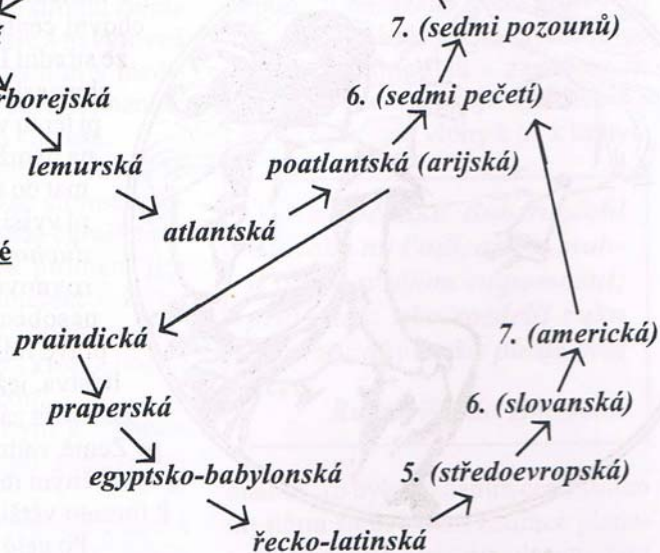 7. (sedmi pozounů)
6. (sedmi pečetí)
lemurská
poatlantská (arijská)
atlantská
praindická
7. (americká)
praperská
6. (slovanská)
egyptsko-babylonská
5. (středoevropská)
řecko-latinská